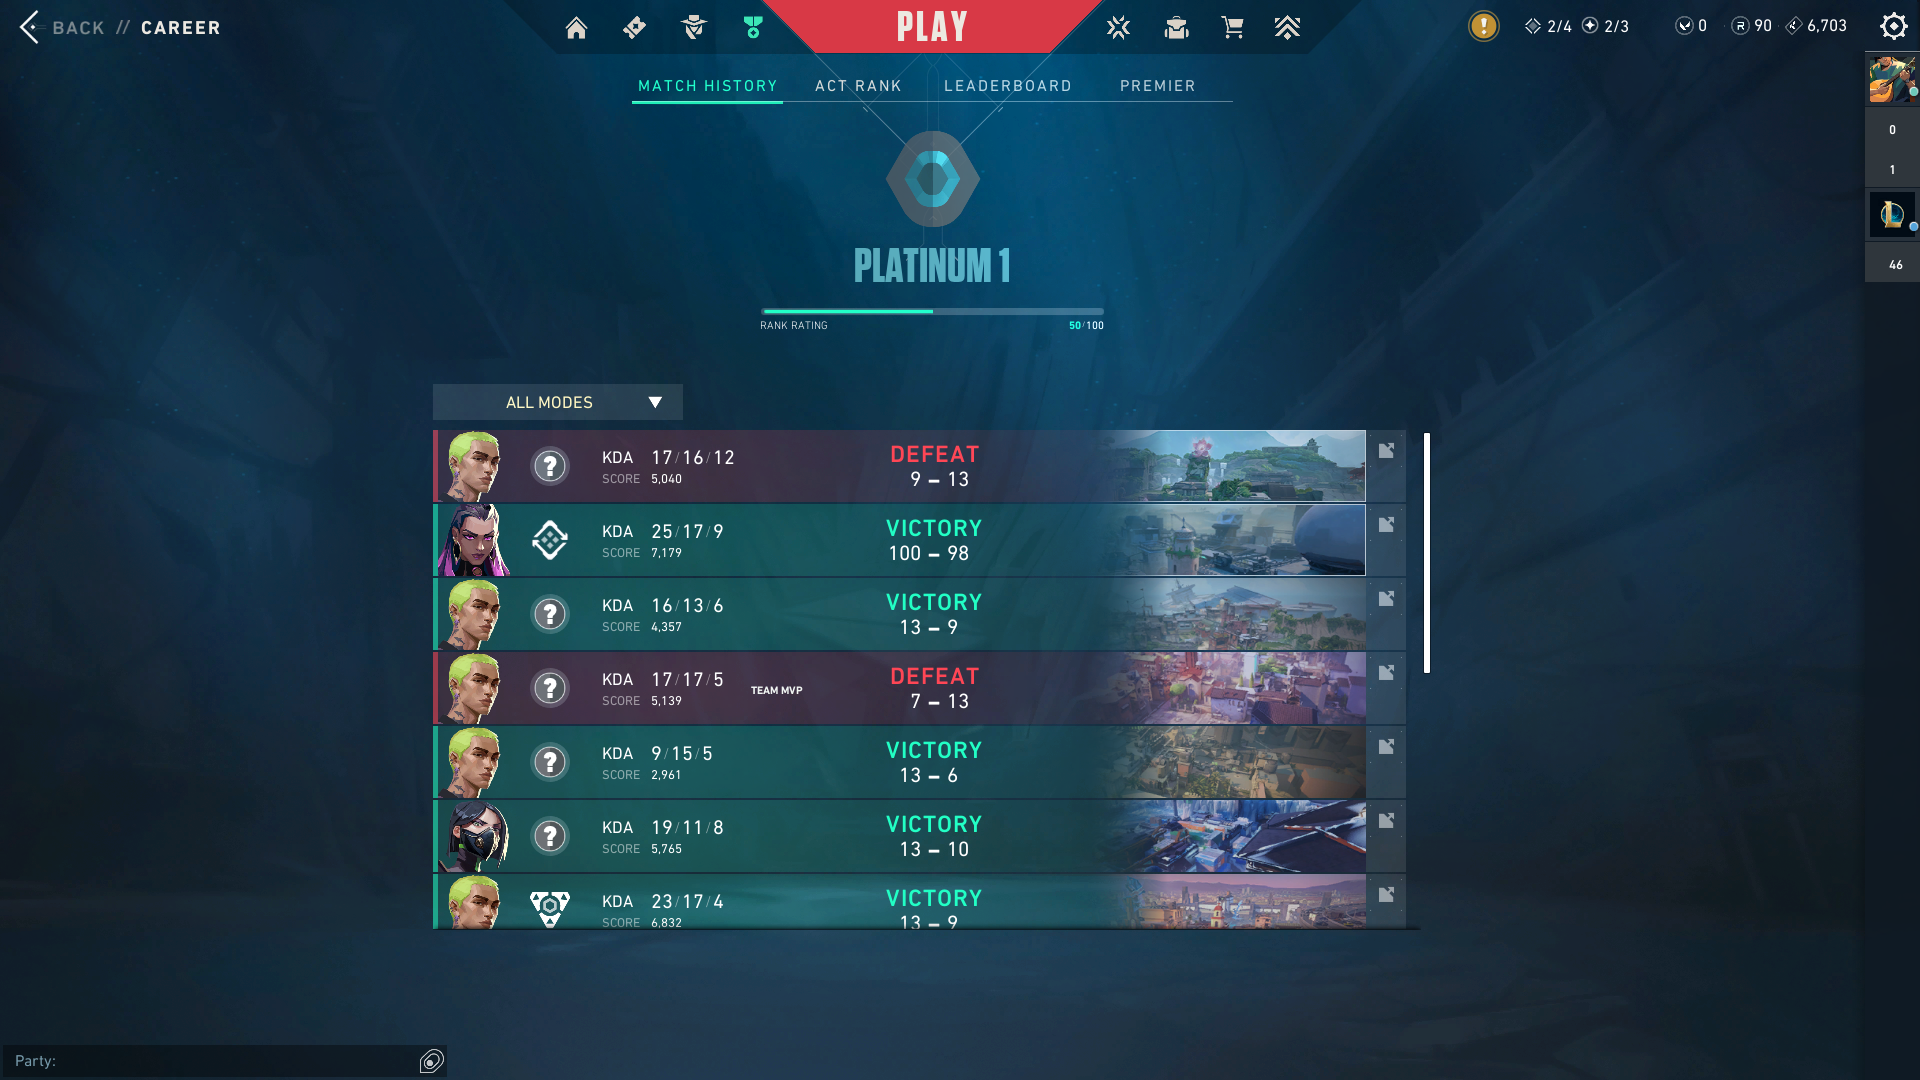 BACK // CAREER
PLAY
2/4 2/3 0 R 90 6,703
MATCH HISTORY ACT RANK LEADERBOARD PREMIER
0
1
46
PLATINUM 1
RANK RATING 50/100
ALL MODES
? KDA 17/16/12 DEFEAT
SCORE 5,040 9 – 13
KDA 25/17/9 VICTORY
SCORE 7,179 100 – 98
? KDA 16/13/6 VICTORY
SCORE 4,357 13 – 9
? KDA 17/17/5 TEAM MVP DEFEAT
SCORE 5,139 7 – 13
? KDA 9/15/5 VICTORY
SCORE 2,961 13 – 6
? KDA 19/11/8 VICTORY
SCORE 5,765 13 – 10
KDA 23/17/4 VICTORY
SCORE 6,832 13 – 9
Party: